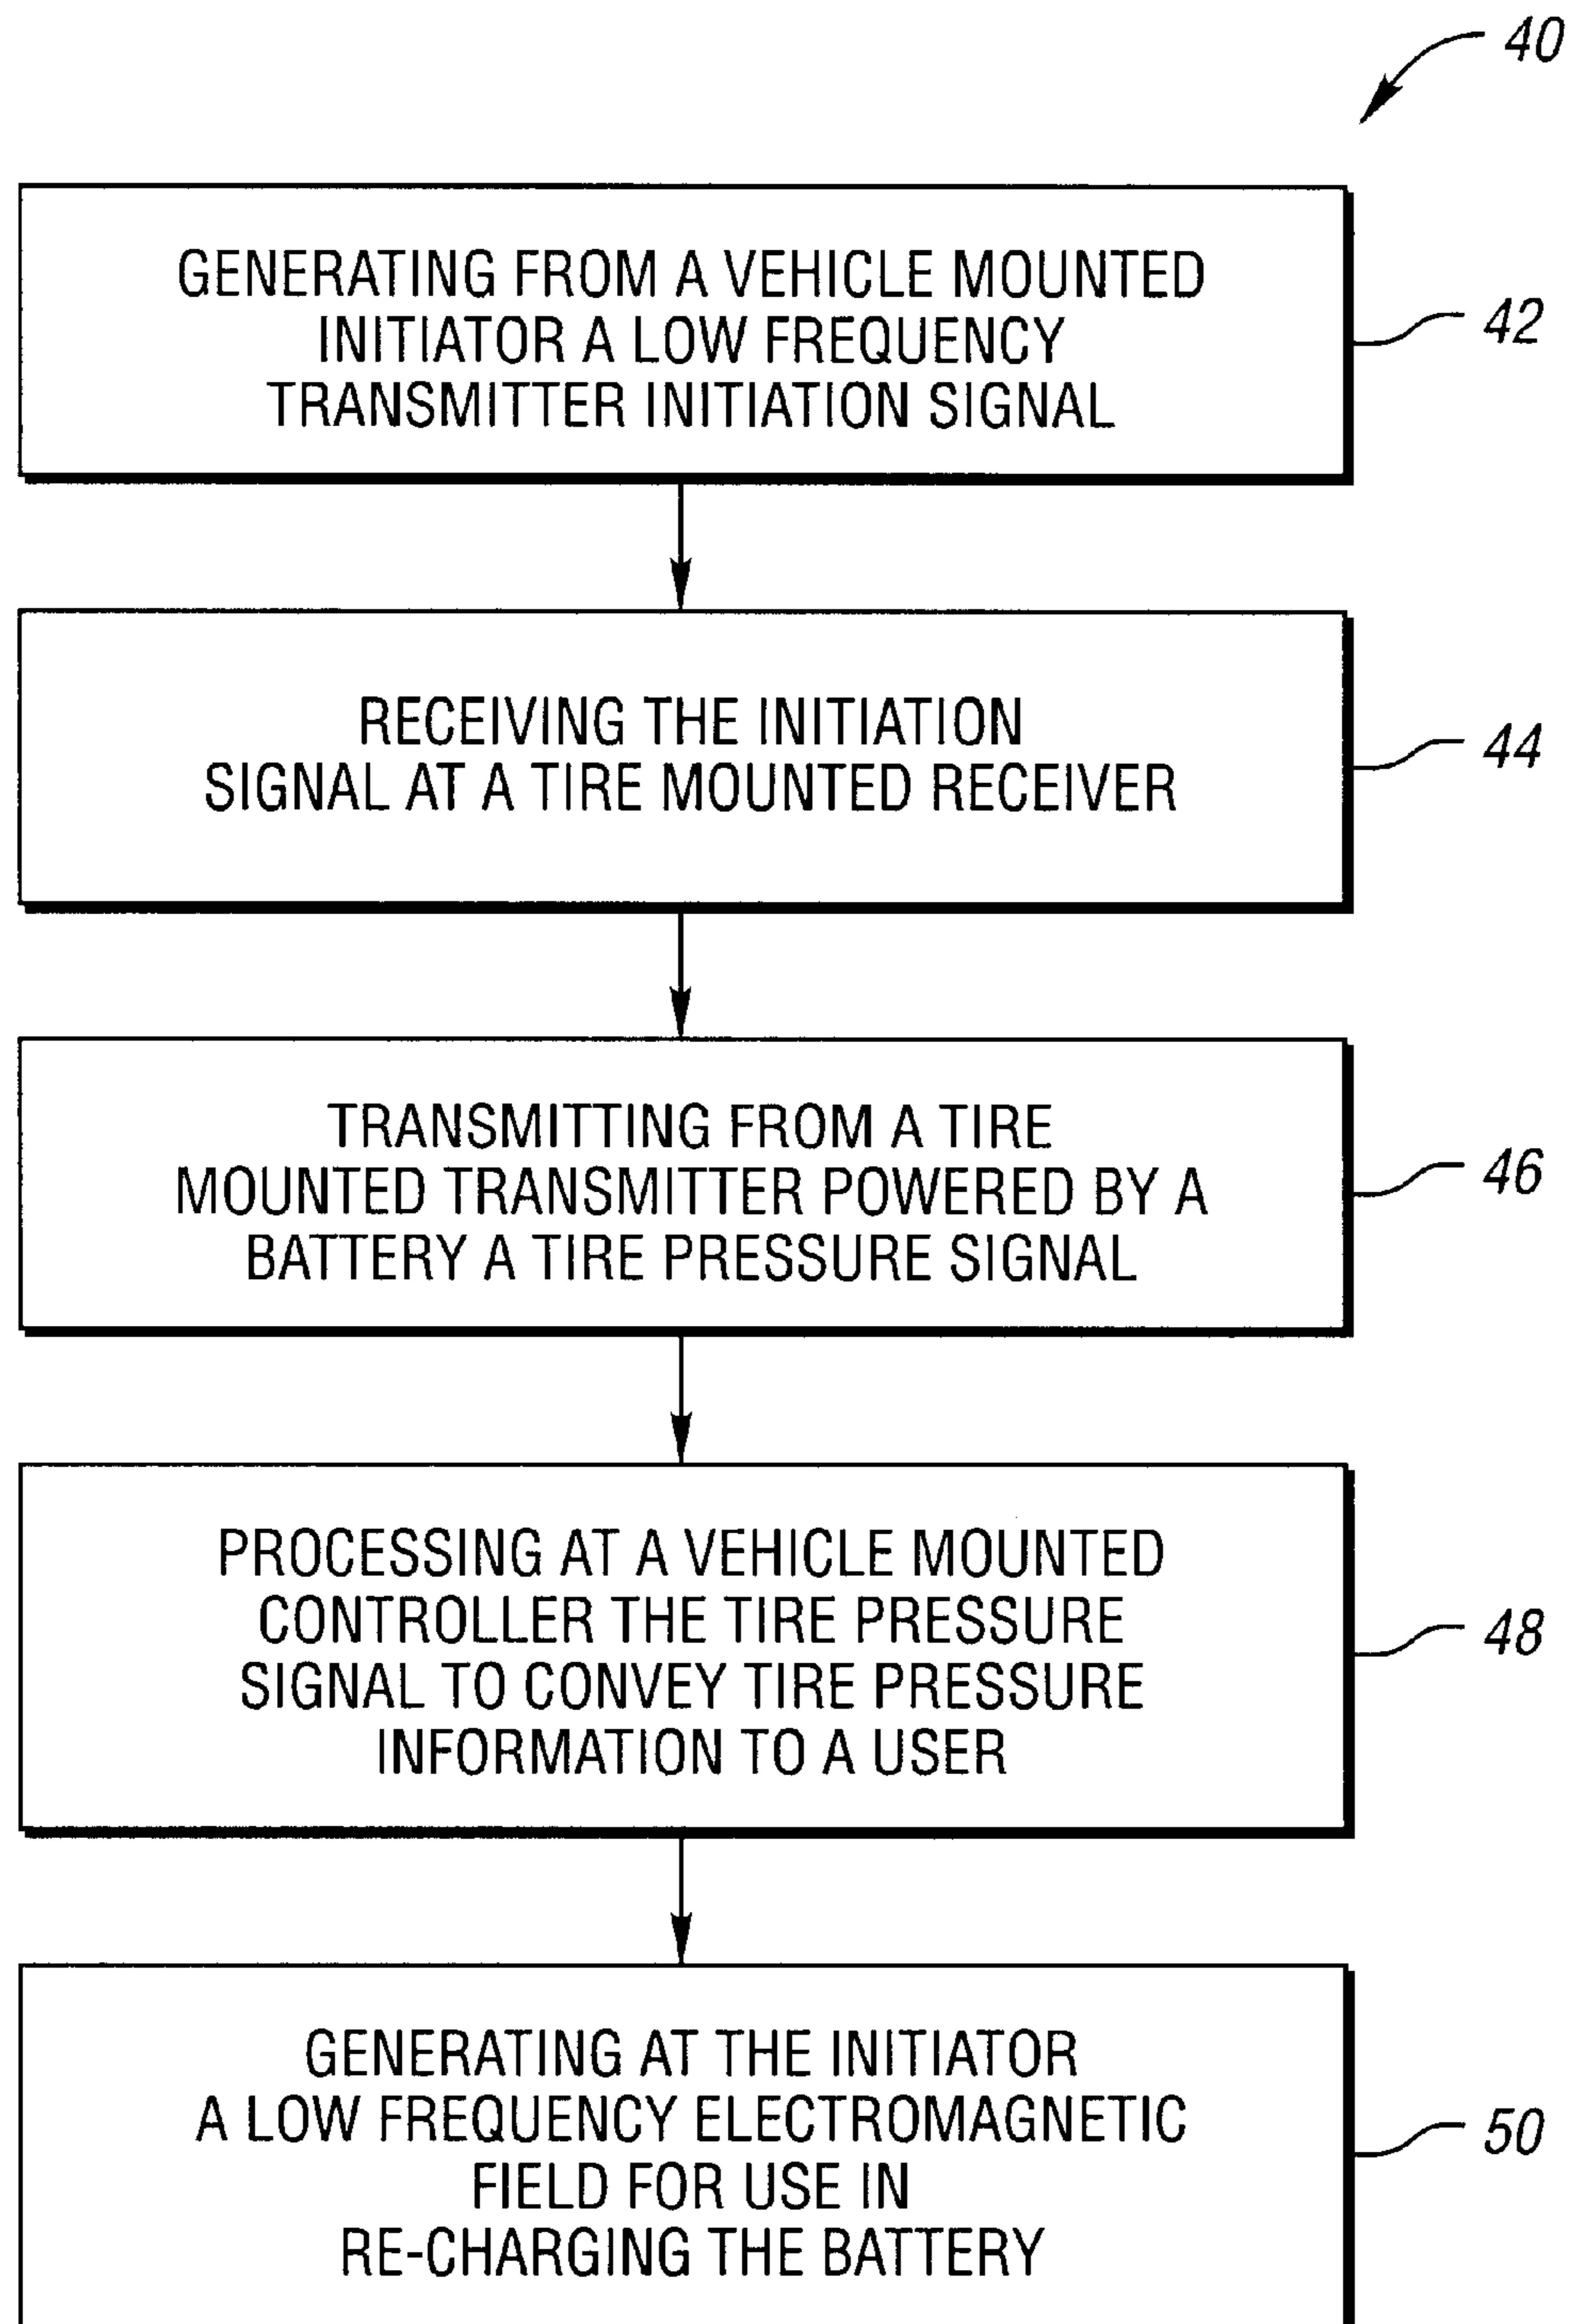 40
GENERATING FROM A VEHICLE MOUNTED
INITIATOR A LOW FREQUENCY
TRANSMITTER INITIATION SIGNAL
42
RECEIVING THE INITIATION
SIGNAL AT A TIRE MOUNTED RECEIVER
44
TRANSMITTING FROM A TIRE
MOUNTED TRANSMITTER POWERED BY A
BATTERY A TIRE PRESSURE SIGNAL
46
PROCESSING AT A VEHICLE MOUNTED
CONTROLLER THE TIRE PRESSURE
SIGNAL TO CONVEY TIRE PRESSURE
INFORMATION TO A USER
48
GENERATING AT THE INITIATOR
A LOW FREQUENCY ELECTROMAGNETIC
FIELD FOR USE IN
RE-CHARGING THE BATTERY
50